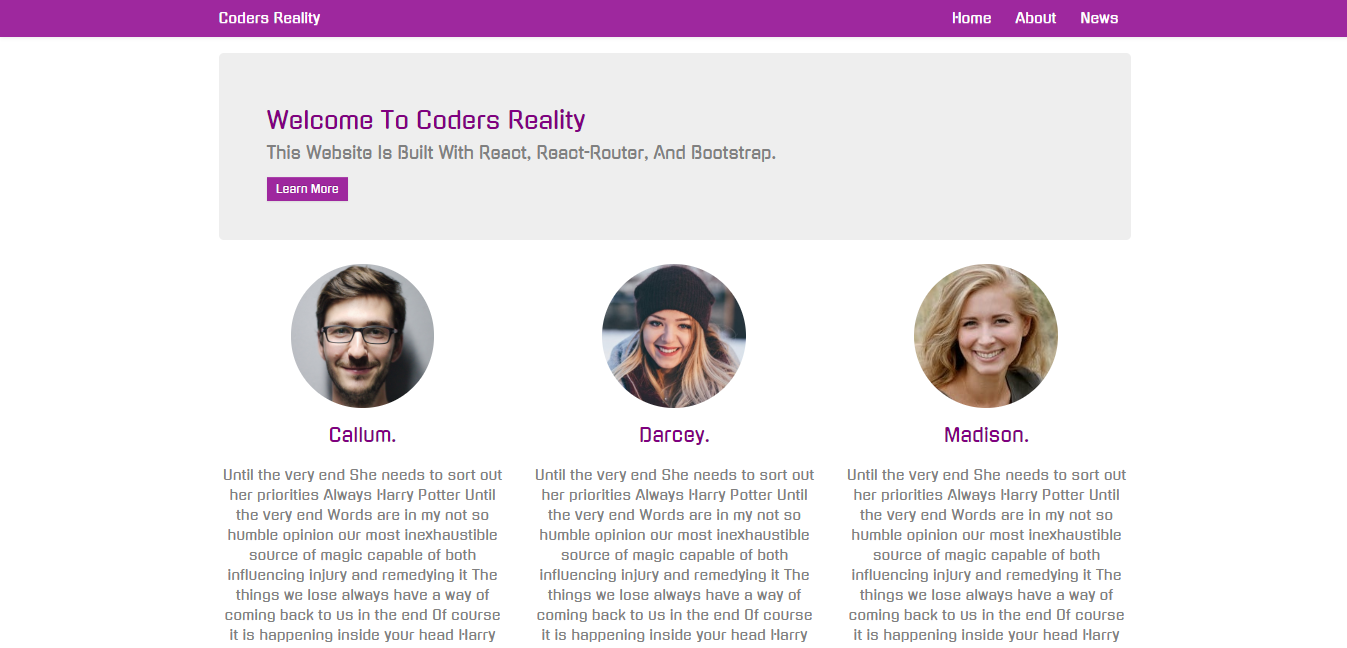 Coders Reality
Home About News
Welcome To Coders Reality
This Website Is Built With React, React-Router, And Bootstrap.
Learn More
Callum.
Until the very end She needs to sort out
her priorities Always Harry Potter Until
the very end Words are in my not so
humble opinion our most inexhaustible
source of magic capable of both
influencing injury and remedying it The
things we lose always have a way of
coming back to us in the end Of course
it is happening inside your head Harry
Darcey.
Until the very end She needs to sort out
her priorities Always Harry Potter Until
the very end Words are in my not so
humble opinion our most inexhaustible
source of magic capable of both
influencing injury and remedying it The
things we lose always have a way of
coming back to us in the end Of course
it is happening inside your head Harry
Madison.
Until the very end She needs to sort out
her priorities Always Harry Potter Until
the very end Words are in my not so
humble opinion our most inexhaustible
source of magic capable of both
influencing injury and remedying it The
things we lose always have a way of
coming back to us in the end Of course
it is happening inside your head Harry